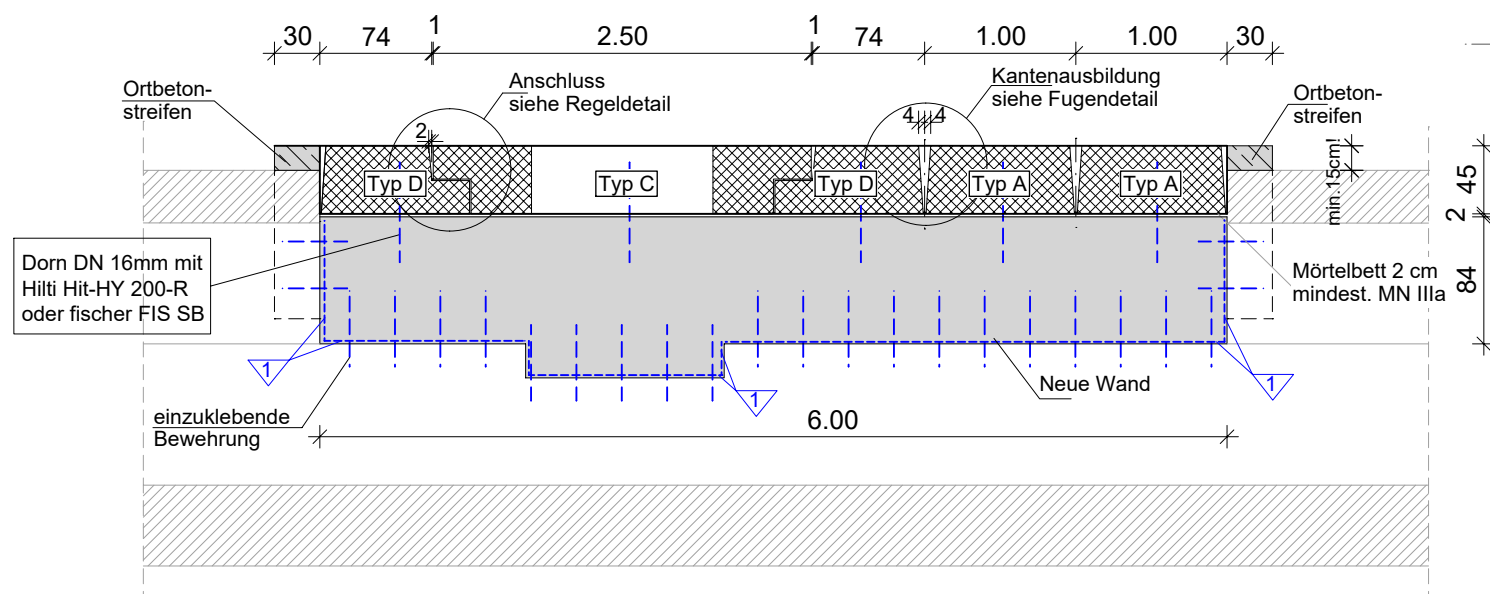 30
74
1
2.50
1
74
1.00
1.00
30
Ortbeton-
streifen
Anschluss
siehe Regeldetail
Kantenausbildung
siehe Fugendetail
Ortbeton-
streifen
2
4
4
min.15cm!
45
2
84
Typ D
Typ C
Typ D
Typ A
Typ A
Dorn DN 16mm mit
Hilti Hit-HY 200-R
oder fischer FIS SB
Mörtelbett 2 cm
mindest. MN IIIa
1
1
1
Neue Wand
einzuklebende
Bewehrung
6.00